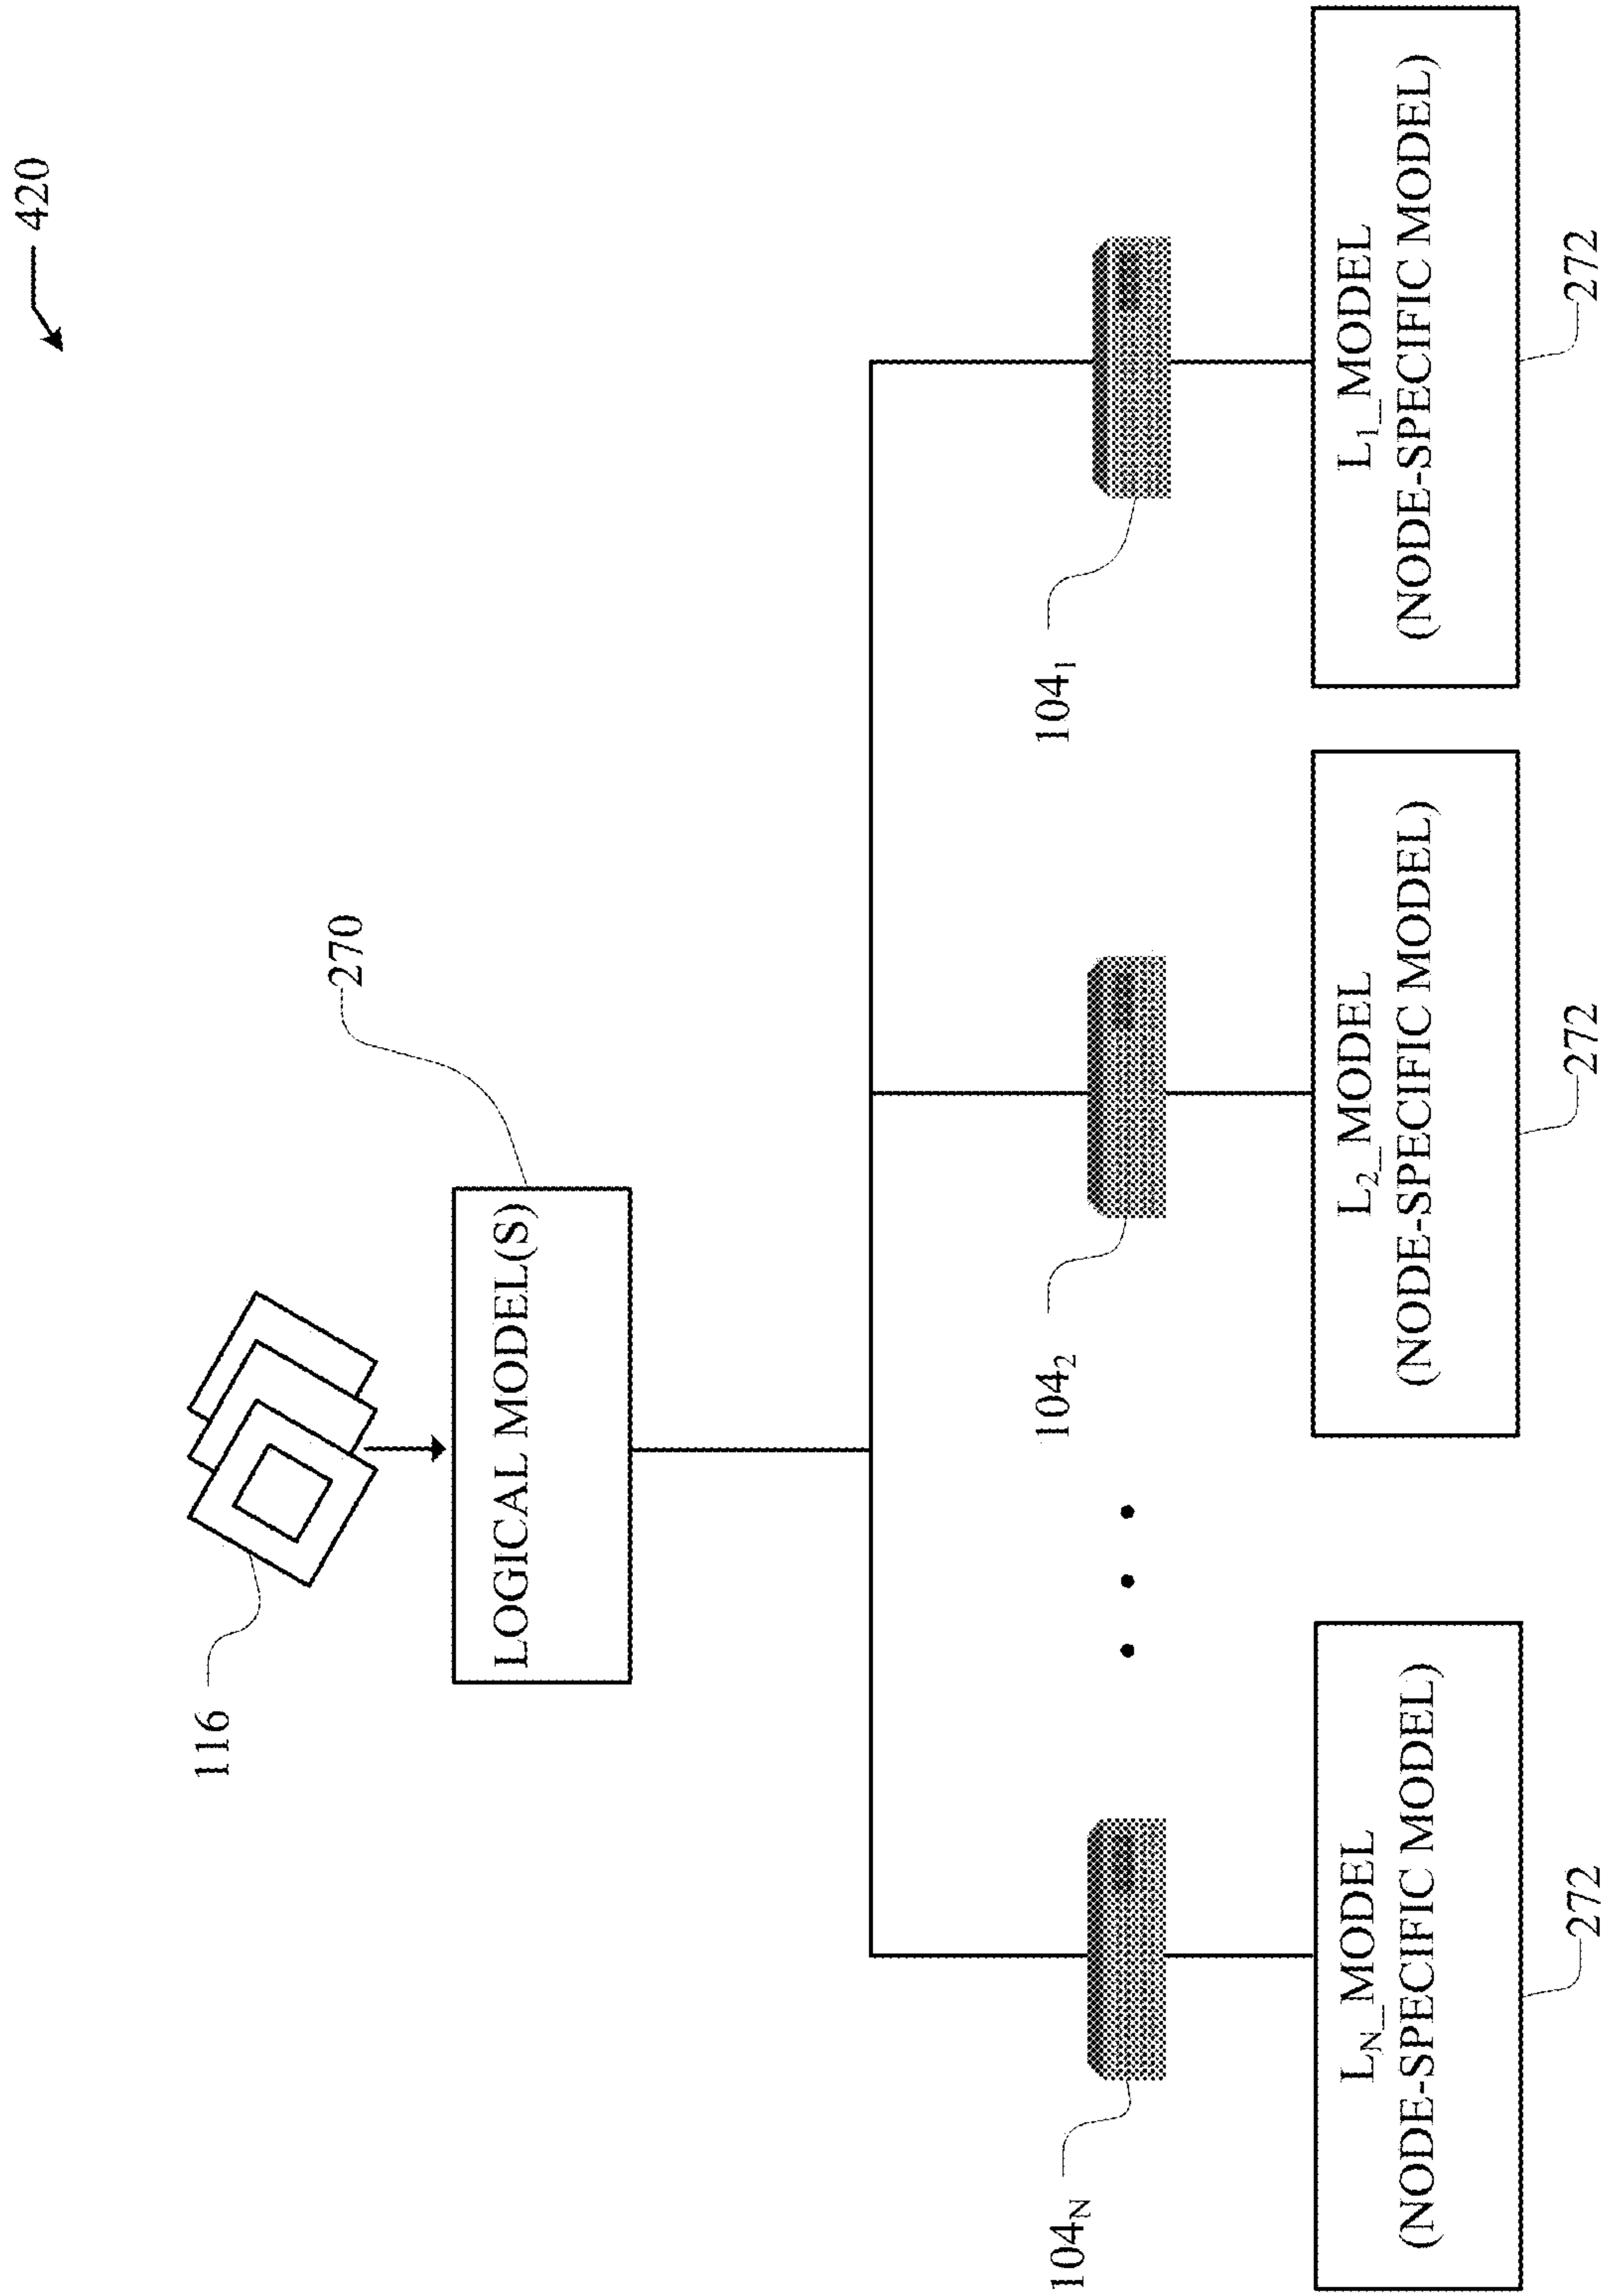 420
116
270
LOGICAL MODEL(S)
104N
1042
1041
LN_MODEL
(NODE-SPECIFIC MODEL)
272
L2_MODEL
(NODE-SPECIFIC MODEL)
272
L1_MODEL
(NODE-SPECIFIC MODEL)
272